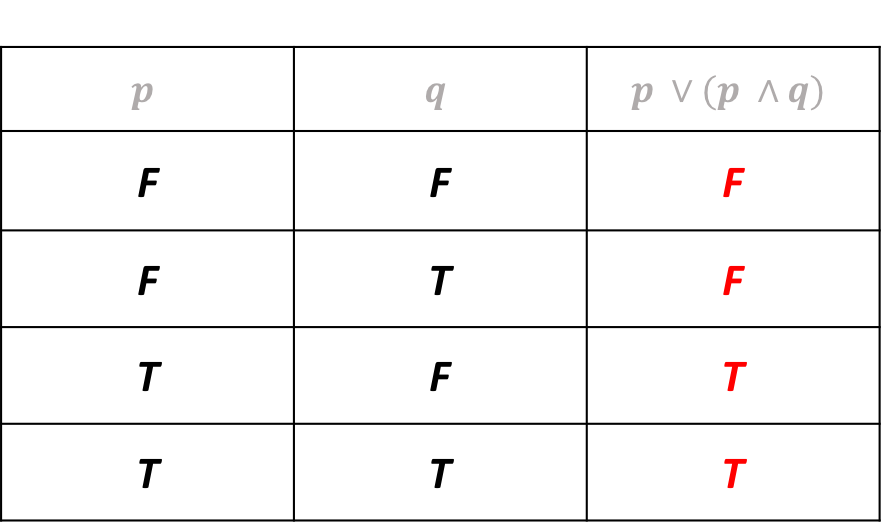 p q p ∨ (p ∧ q)
F F F
F T F
T F T
T T T